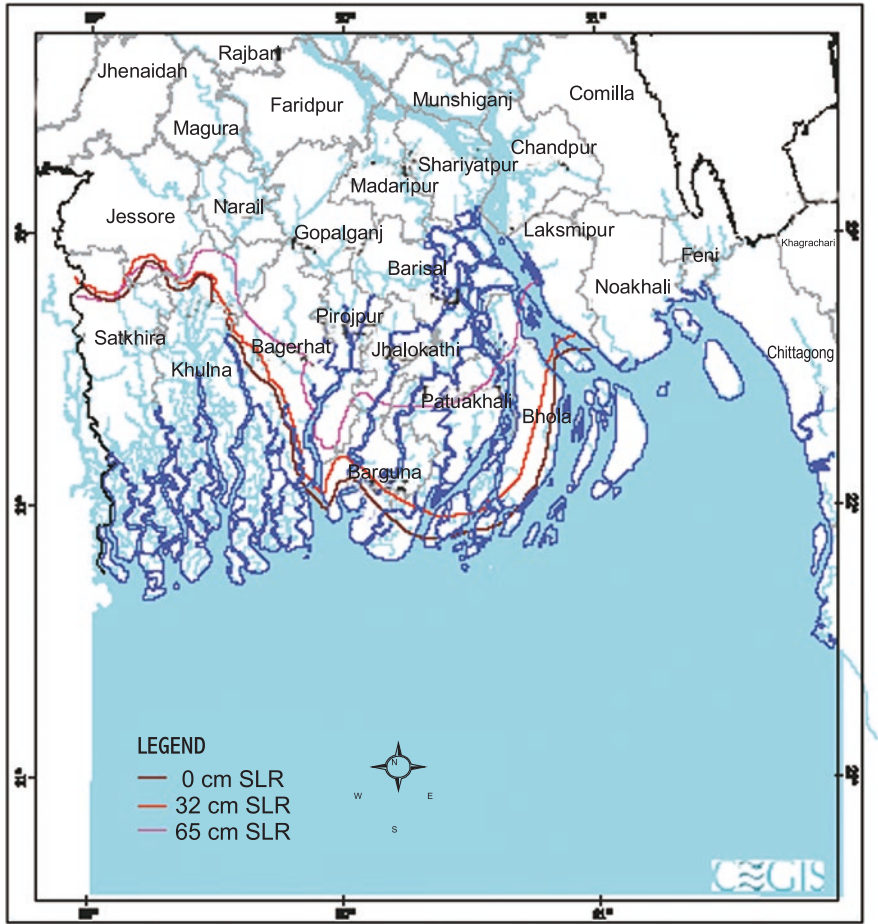 Rajbari
Jhenaidah
Munshiganj
Comilla
Faridpur
Magura
Chandpur
Shariyatpur
Madaripur
Narail
Jessore
Gopalganj
Laksmipur
Khagrachari
Feni
Barisal
Noakhali
Pirojpur
Satkhira
Bagerhat
Jhalokathi
Chittagong
Khulna
Patuakhali
Bhola
Barguna
LEGEND
0 cm SLR
32 cm SLR
65 cm SLR
N
W E
S
CEGIS